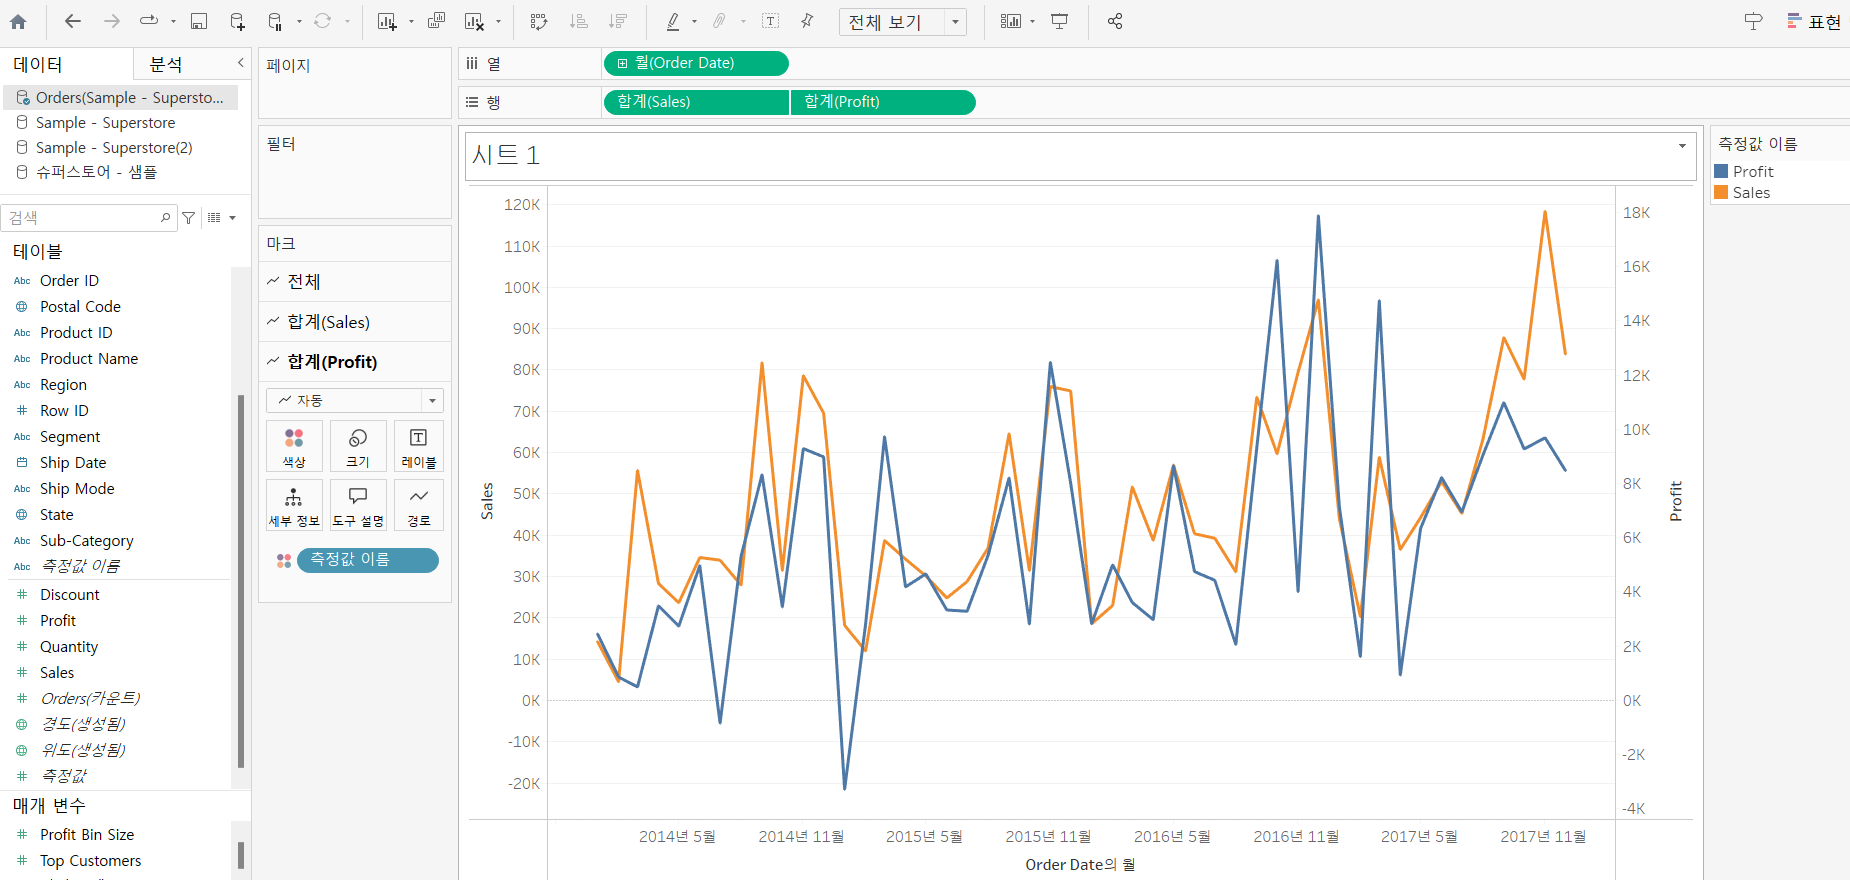 전체 보기
표현
데이터
분석
Orders(Sample - Supersto...
Sample - Superstore
Sample - Superstore(2)
슈퍼스토어 - 샘플
검색
테이블
Abc Order ID
Postal Code
Abc Product ID
Abc Product Name
Abc Region
# Row ID
Abc Segment
Ship Date
Abc Ship Mode
State
Abc Sub-Category
Abc 측정값 이름
# Discount
# Profit
# Quantity
# Sales
# Orders(카운트)
경도(생성됨)
위도(생성됨)
# 측정값
매개 변수
# Profit Bin Size
# Top Customers
페이지
필터
마크
전체
합계(Sales)
합계(Profit)
자동
색상
크기
레이블
세부 정보
도구 설명
경로
측정값 이름
열
월(Order Date)
행
합계(Sales)
합계(Profit)
시트 1
120K
110K
100K
90K
80K
70K
60K
50K
40K
30K
20K
10K
0K
-10K
-20K
Sales
18K
16K
14K
12K
10K
8K
6K
4K
2K
0K
-2K
-4K
Profit
2014년 5월
2014년 11월
2015년 5월
2015년 11월
2016년 5월
2016년 11월
2017년 5월
2017년 11월
Order Date의 월
측정값 이름
Profit
Sales